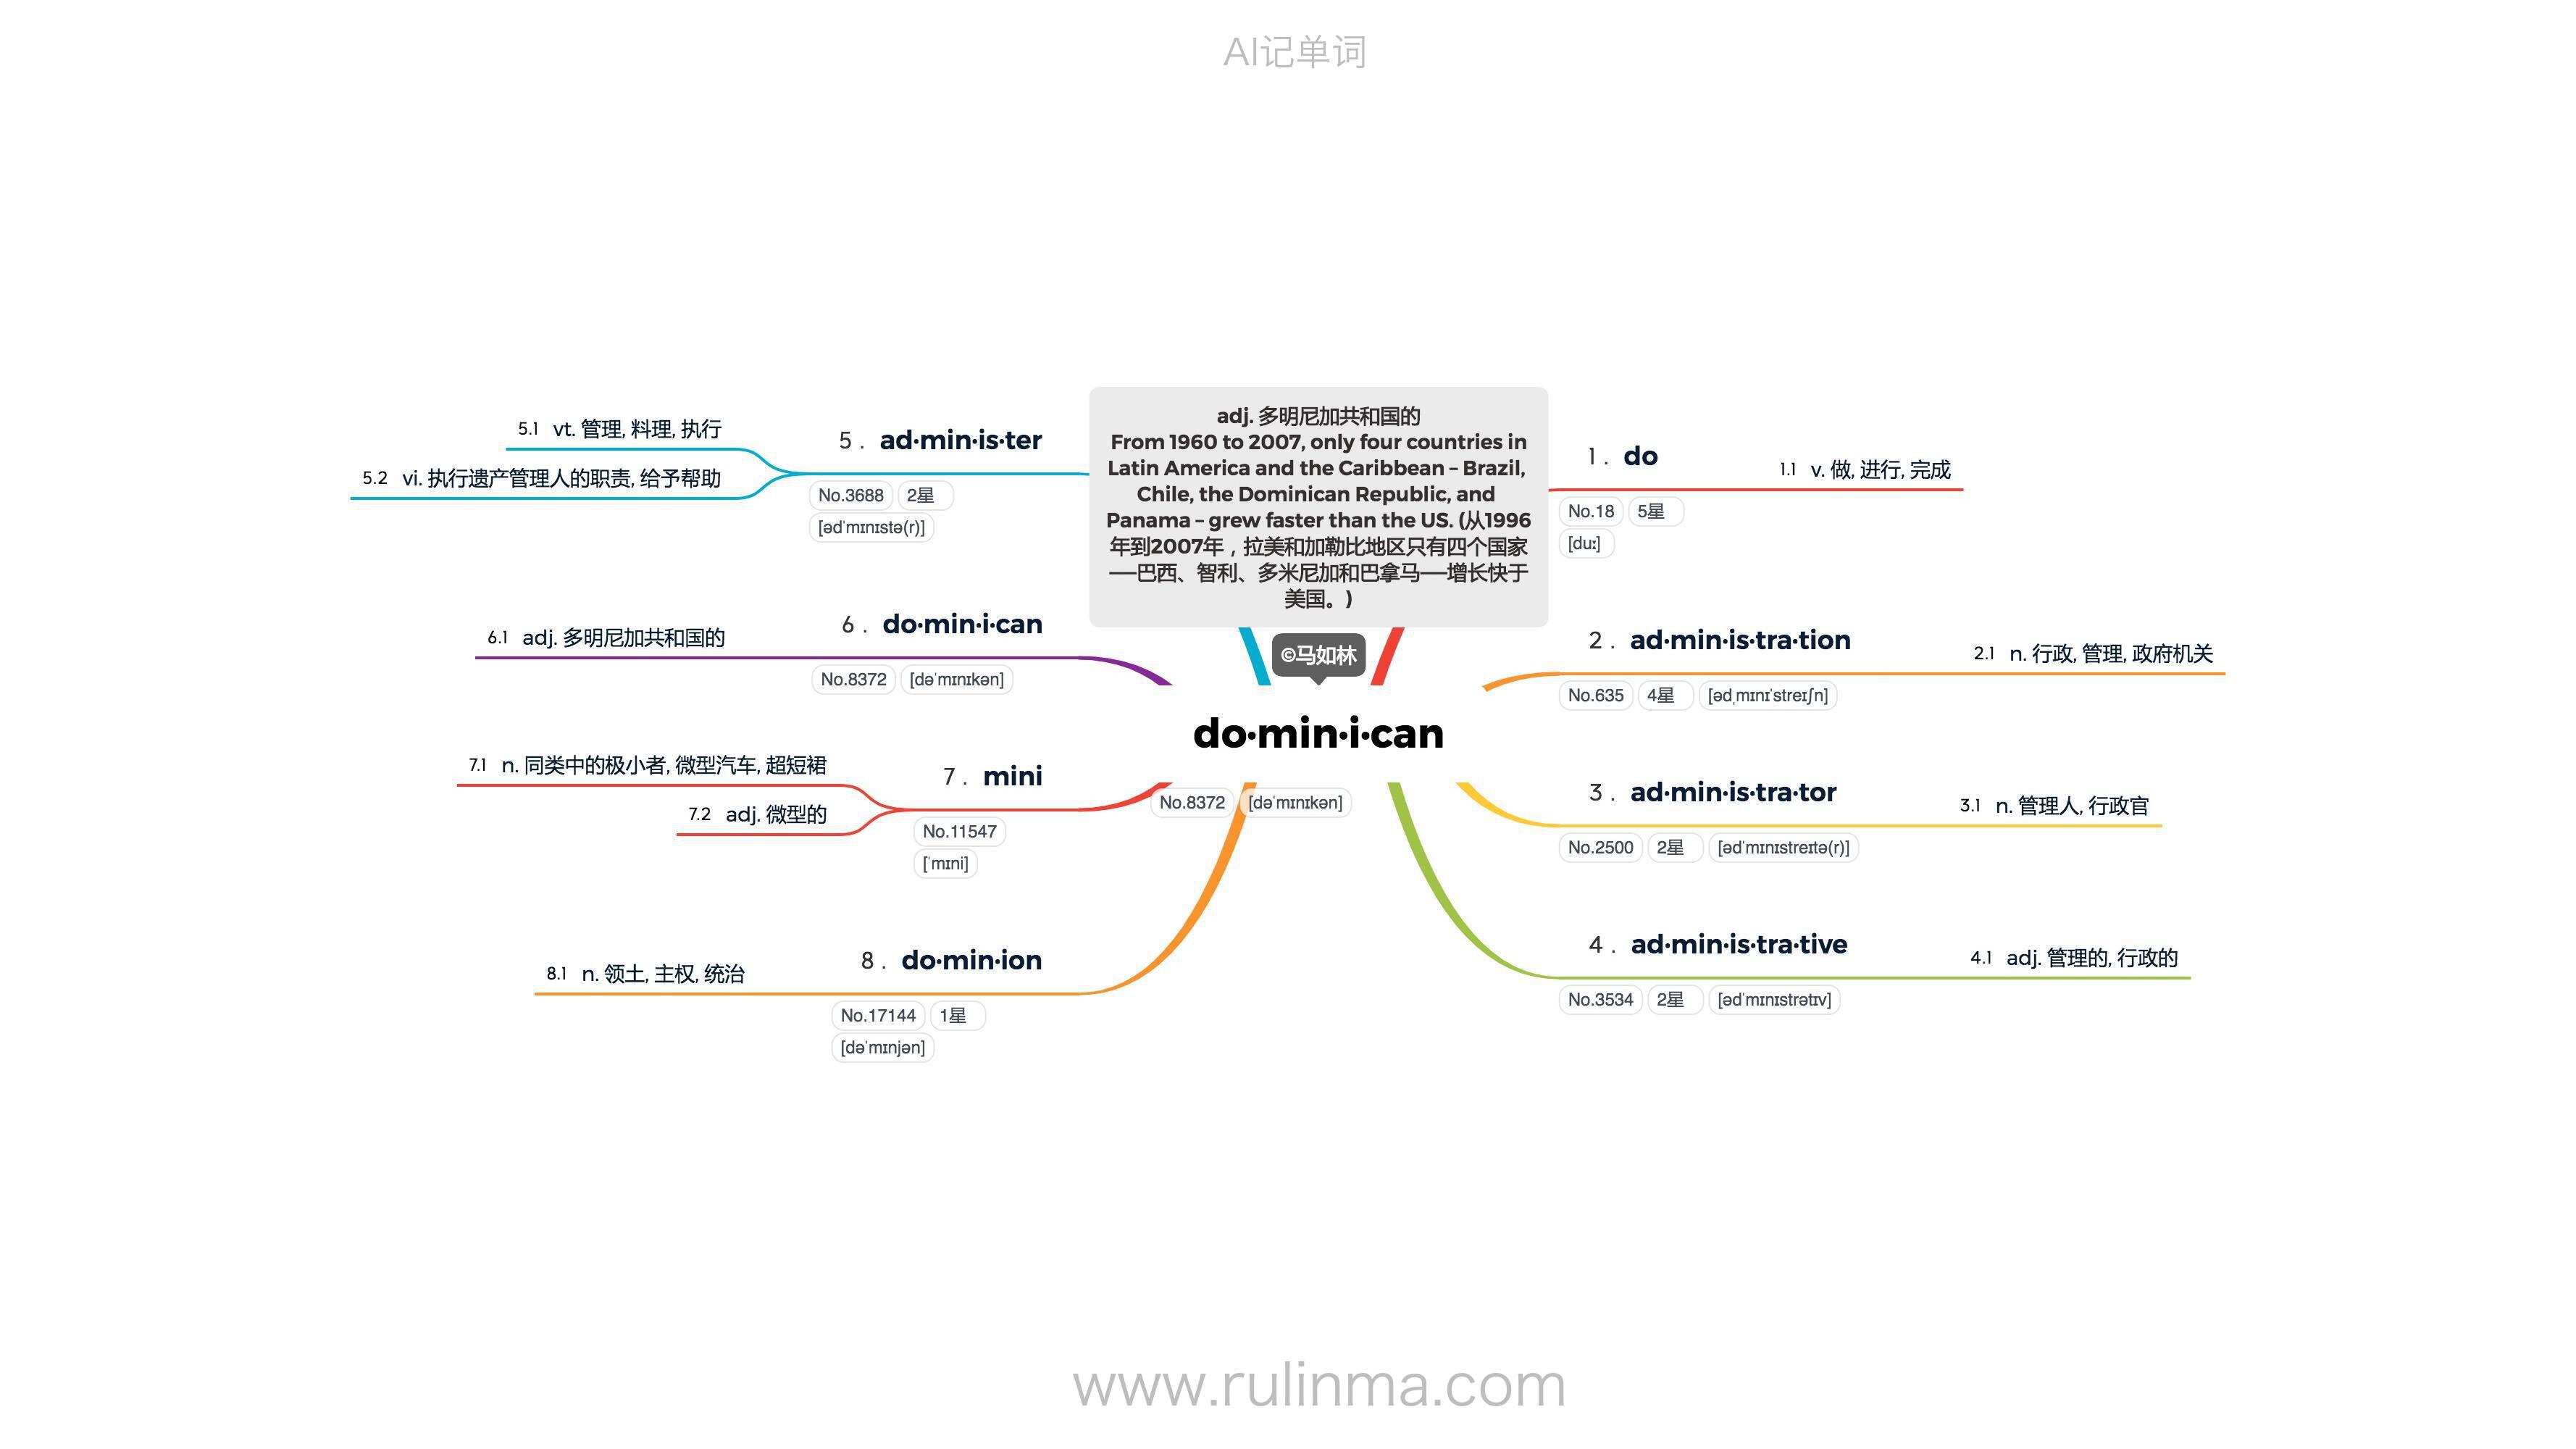 AI记单词
adj. 多明尼加共和国的
From 1960 to 2007, only four countries in
Latin America and the Caribbean – Brazil,
Chile, the Dominican Republic, and
Panama – grew faster than the US. (从1996
年到2007年，拉美和加勒比地区只有四个国家
——巴西、智利、多米尼加和巴拿马——增长快于
美国。)
©马如林
do·min·i·can
No.8372 [dəˈmɪnɪkən]
1 . do
1.1 v. 做, 进行, 完成
No.18 5星
[duː]
2 . ad·min·is·tra·tion
2.1 n. 行政, 管理, 政府机关
No.635 4星 [ədˌmɪnɪˈstreɪʃn]
3 . ad·min·is·tra·tor
3.1 n. 管理人, 行政官
No.2500 2星 [ədˈmɪnɪstreɪtə(r)]
4 . ad·min·is·tra·tive
4.1 adj. 管理的, 行政的
No.3534 2星 [ədˈmɪnɪstrətɪv]
5 . ad·min·is·ter
5.1 vt. 管理, 料理, 执行
5.2 vi. 执行遗产管理人的职责, 给予帮助
No.3688 2星
[ədˈmɪnɪstə(r)]
6 . do·min·i·can
6.1 adj. 多明尼加共和国的
No.8372 [dəˈmɪnɪkən]
7 . mini
7.1 n. 同类中的极小者, 微型汽车, 超短裙
7.2 adj. 微型的
No.11547
[ˈmɪni]
8 . do·min·ion
8.1 n. 领土, 主权, 统治
No.17144 1星
[dəˈmɪnjən]
www.rulinma.com